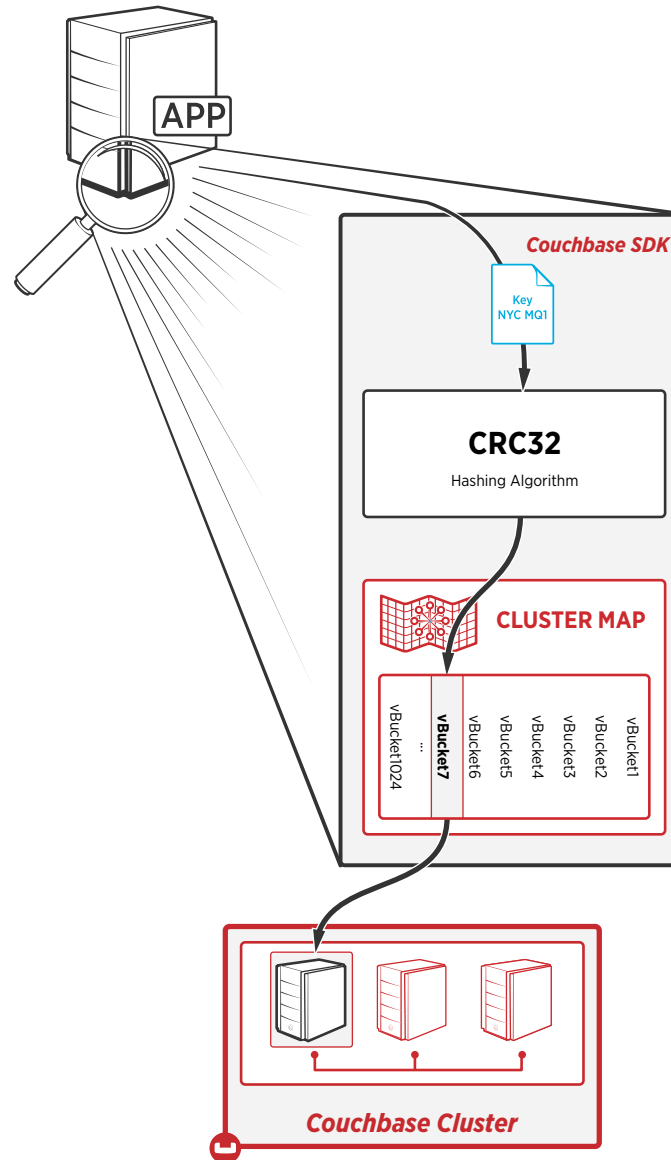 APP
Couchbase SDK
Key
NYC MQ1
CRC32
Hashing Algorithm
CLUSTER MAP
vBucket1
vBucket2
vBucket3
vBucket4
vBucket5
vBucket6
vBucket7
...
vBucket1024
Couchbase Cluster